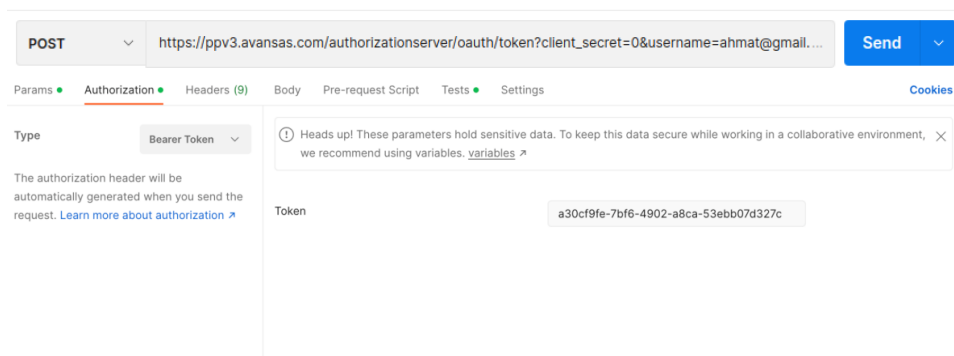 POST
https://ppv3.avansas.com/authorizationserver/oauth/token?client_secret=0&username=ahmat@gmail....
Send
Params
Authorization
Headers (9)
Body
Pre-request Script
Tests
Settings
Cookies
Type
Bearer Token
The authorization header will be
automatically generated when you send the
request. Learn more about authorization ↗
Heads up! These parameters hold sensitive data. To keep this data secure while working in a collaborative environment,
we recommend using variables. variables ↗
Token
a30cf9fe-7bf6-4902-a8ca-53ebb07d327c